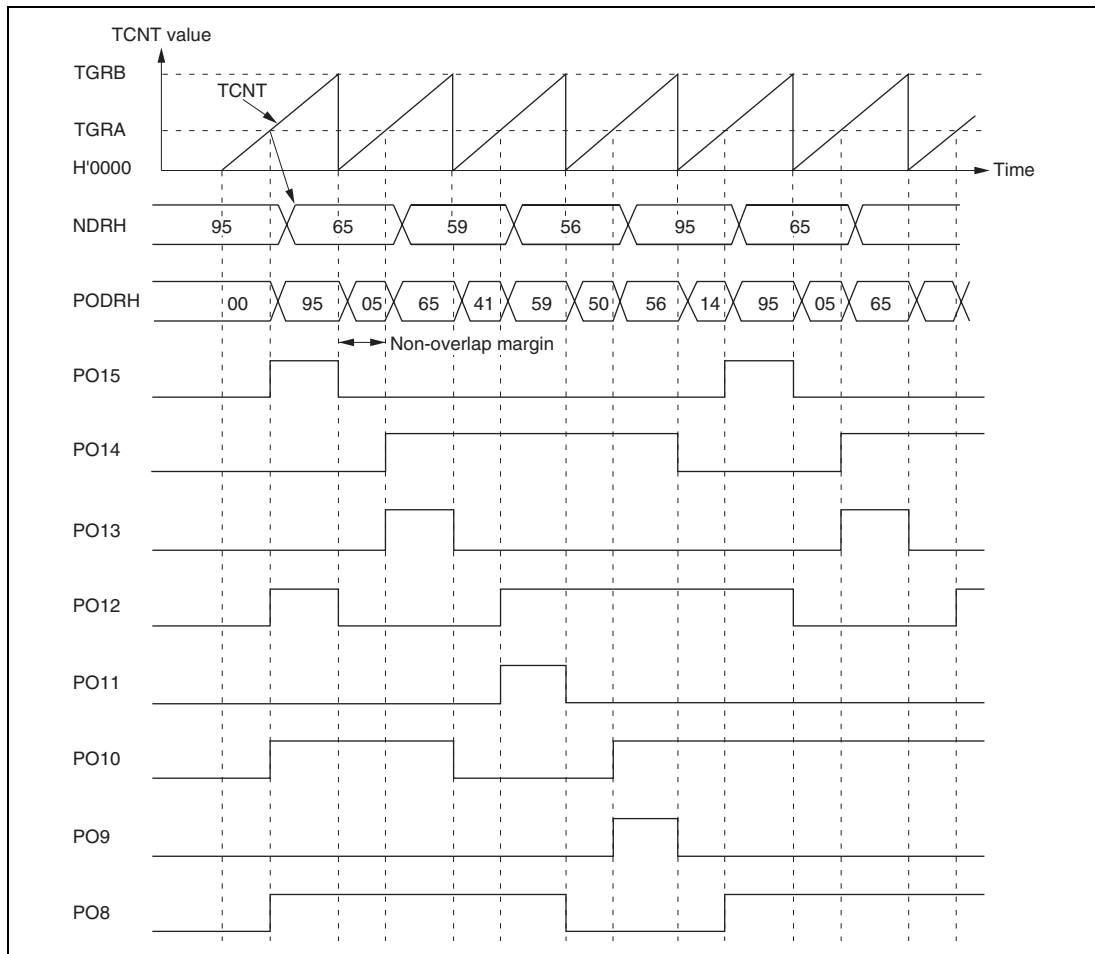 TCNT value
TGRB
TCNT
TGRA
H'0000
Time
NDRH 95 65 59 56 95 65
PODRH 00 95 05 65 41 59 50 56 14 95 05 65
Non-overlap margin
PO15
PO14
PO13
PO12
PO11
PO10
PO9
PO8